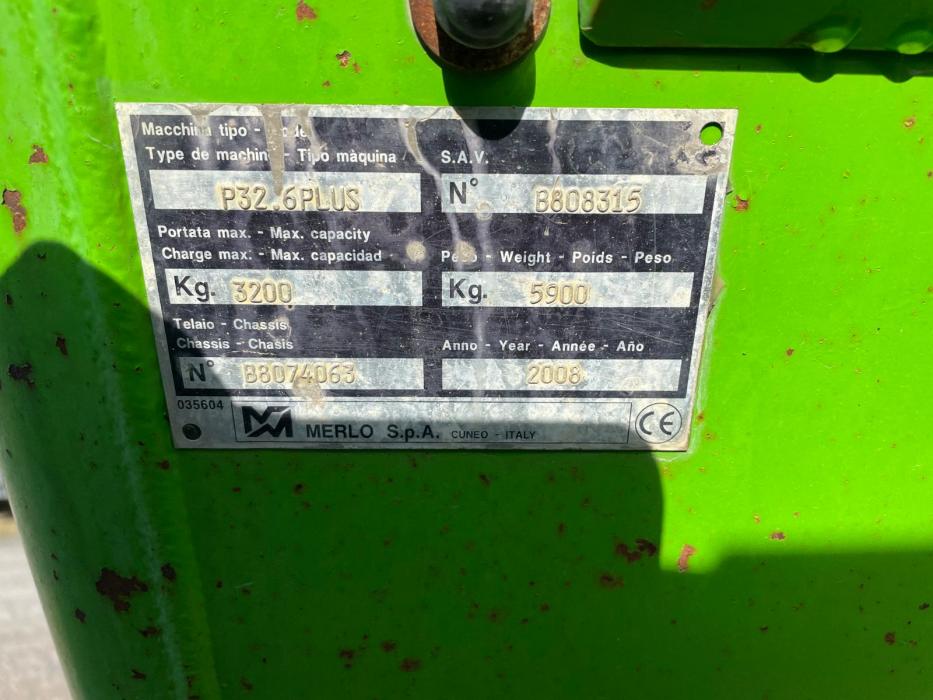 Macchina tipo -
Type de machin - Tipo màquina
P32.6PLUS
S.A.V.
N° B808315
Portata max. - Max. capacity
Charge max. - Max. capacidad
Kg. 3200
Peso - Weight - Poids - Peso
Kg. 5900
Telaio - Chassis
Chassis - Chasis
N° B8074063
Anno - Year - Année - Año
2008
035604
MERLO S.p.A. CUNEO - ITALY
CE